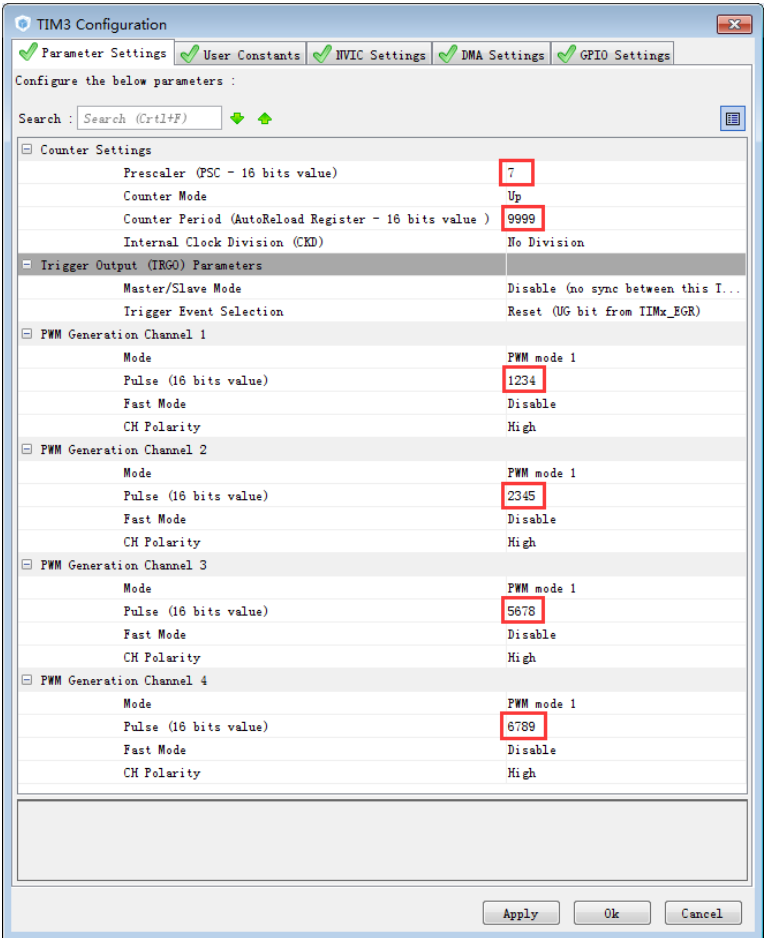 TIM3 Configuration
Parameter Settings User Constants NVIC Settings DMA Settings GPIO Settings
Configure the below parameters :
Search : Search (Crtl+F)
Counter Settings
Prescaler (PSC - 16 bits value) 7
Counter Mode Up
Counter Period (AutoReload Register - 16 bits value ) 9999
Internal Clock Division (CKD) No Division
Trigger Output (TRGO) Parameters
Master/Slave Mode Disable (no sync between this T...
Trigger Event Selection Reset (UG bit from TIMx_EGR)
PWM Generation Channel 1
Mode PWM mode 1
Pulse (16 bits value) 1234
Fast Mode Disable
CH Polarity High
PWM Generation Channel 2
Mode PWM mode 1
Pulse (16 bits value) 2345
Fast Mode Disable
CH Polarity High
PWM Generation Channel 3
Mode PWM mode 1
Pulse (16 bits value) 5678
Fast Mode Disable
CH Polarity High
PWM Generation Channel 4
Mode PWM mode 1
Pulse (16 bits value) 6789
Fast Mode Disable
CH Polarity High
Apply Ok Cancel